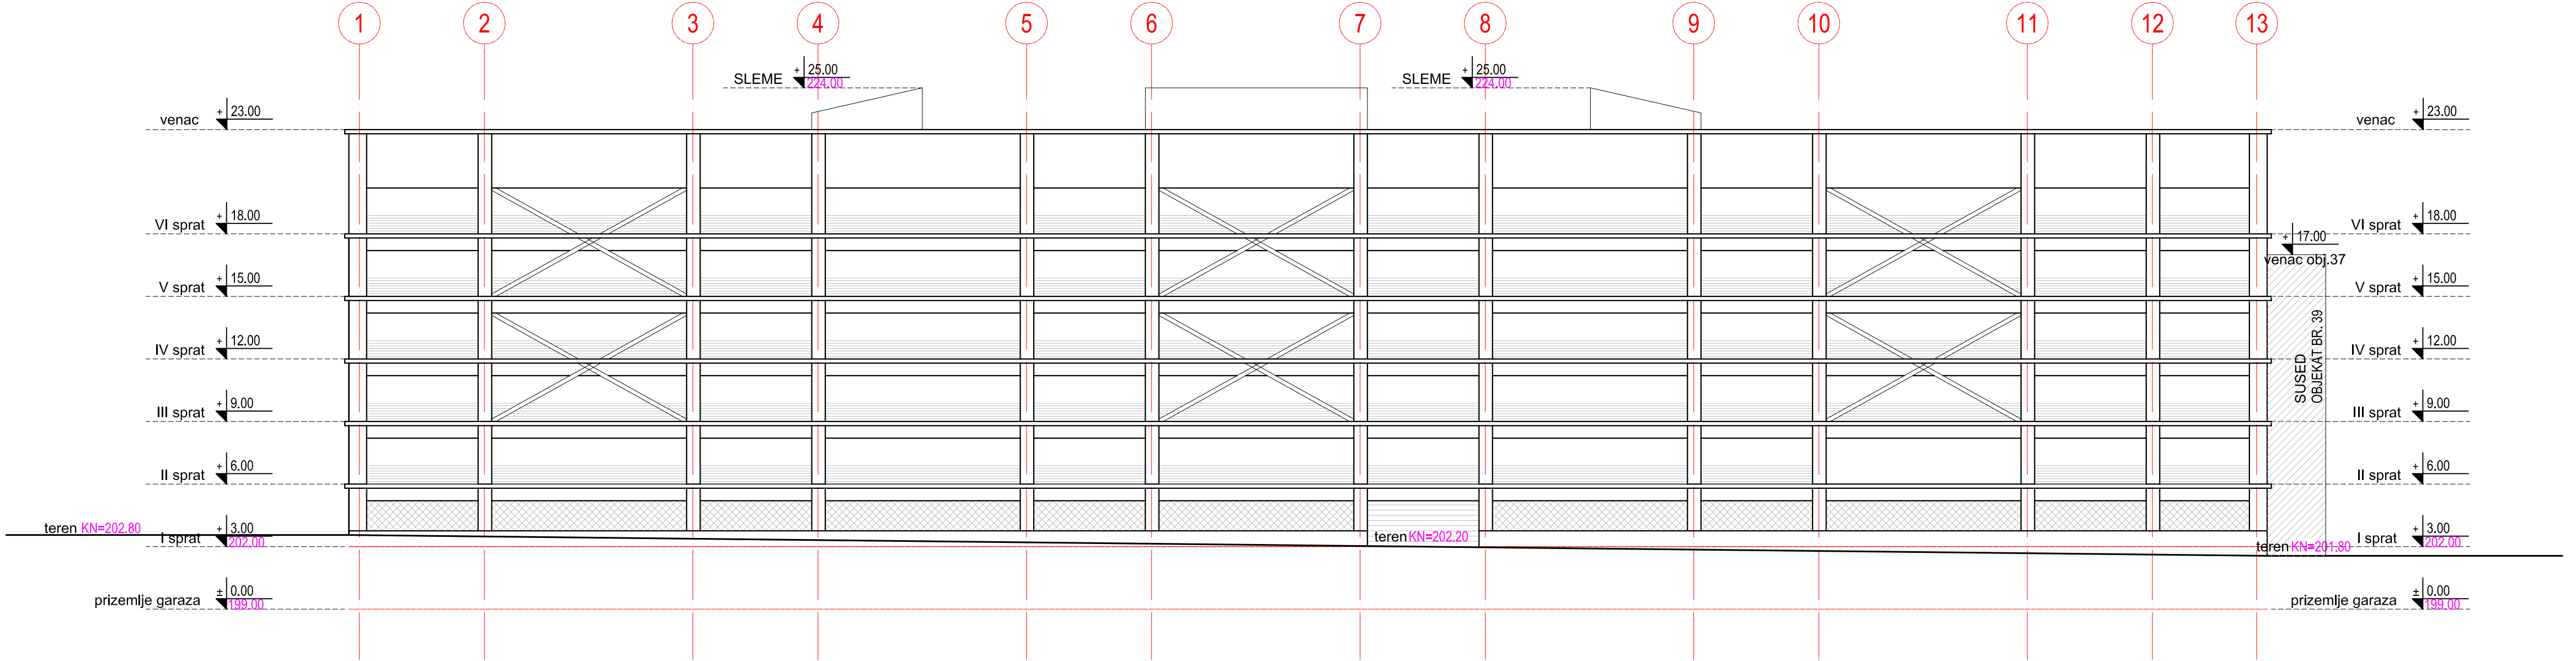 1 2 3 4 5 6 7 8 9 10 11 12 13
SLEME + 25.00
224.00
SLEME + 25.00
224.00
venac + 23.00
venac + 23.00
VI sprat + 18.00
VI sprat + 18.00
+ 17.00
venac obj.37
V sprat + 15.00
V sprat + 15.00
SUSED
OBJEKAT BR. 39
IV sprat + 12.00
IV sprat + 12.00
III sprat + 9.00
III sprat + 9.00
II sprat + 6.00
II sprat + 6.00
teren KN=202.80
I sprat + 3.00
202.00
teren KN=202.20
teren KN=201.80
I sprat + 3.00
202.00
prizemlje garaza ± 0.00
199.00
prizemlje garaza ± 0.00
199.00